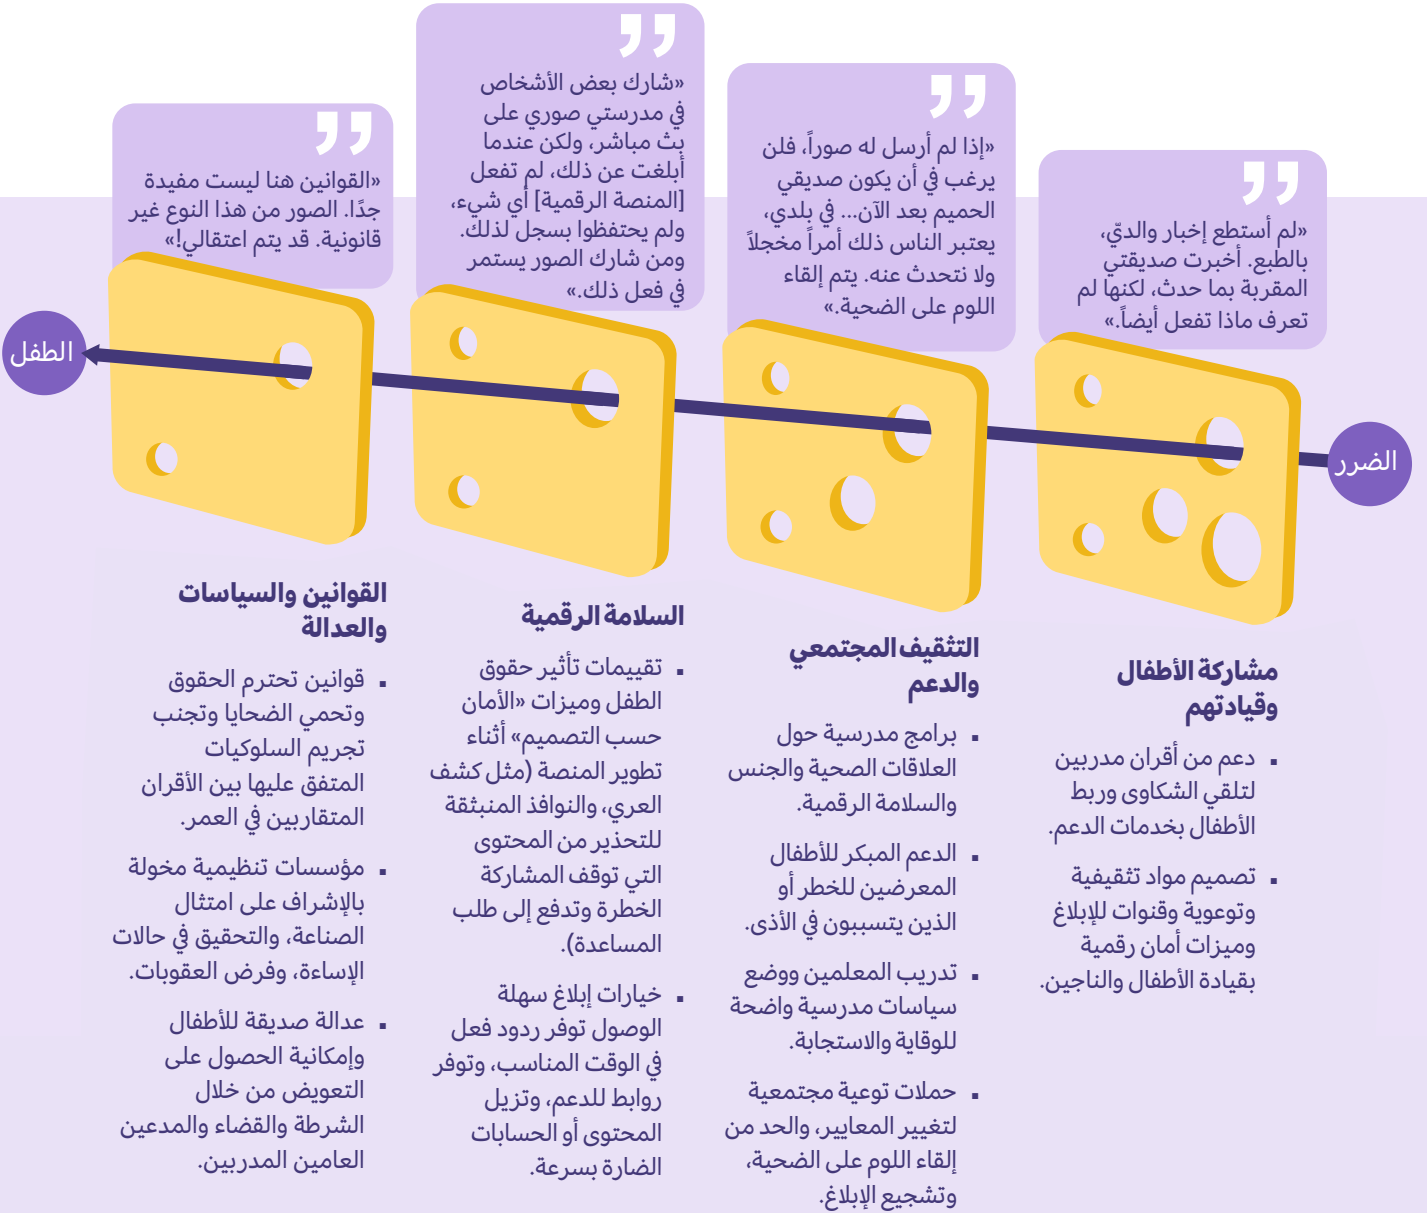 «لم أستطع إخبار والديّ،
بالطبع. أخبرت صديقتي
المقربة بما حدث، لكنها لم
تعرف ماذا تفعل أيضاً.»
«إذا لم أرسل له صوراً، فلن
يرغب في أن يكون صديقي
الحميم بعد الآن... في بلدي،
يعتبر الناس ذلك أمراً مخجلاً
ولا نتحدث عنه. يتم إلقاء
اللوم على الضحية.»
«شارك بعض الأشخاص
في مدرستي صوري على
بث مباشر، ولكن عندما
أبلغت عن ذلك، لم تفعل
[المنصة الرقمية] أي شيء،
ولم يحتفظوا بسجل لذلك.
ومن شارك الصور يستمر
في فعل ذلك.»
«القوانين هنا ليست مفيدة
جدًا. الصور من هذا النوع غير
قانونية. قد يتم اعتقالي!»
الضرر
الطفل
مشاركة الأطفال
وقيادتهم
▪ دعم من أقران مدربين
لتلقي الشكاوى وربط
الأطفال بخدمات الدعم.
▪ تصميم مواد تثقيفية
وتوعوية وقنوات للإبلاغ
وميزات أمان رقمية
بقيادة الأطفال والناجين.
التثقيف المجتمعي
والدعم
▪ برامج مدرسية حول
العلاقات الصحية والجنس
والسلامة الرقمية.
▪ الدعم المبكر للأطفال
المعرضين للخطر أو
الذين يتسببون في الأذى.
▪ تدريب المعلمين ووضع
سياسات مدرسية واضحة
للوقاية والاستجابة.
▪ حملات توعية مجتمعية
لتغيير المعايير، والحد من
إلقاء اللوم على الضحية،
وتشجيع الإبلاغ.
السلامة الرقمية
▪ تقييمات تأثير حقوق
الطفل وميزات «الأمان
حسب التصميم» أثناء
تطوير المنصة (مثل كشف
العري، والنوافذ المنبثقة
للتحذير من المحتوى
التي توقف المشاركة
الخطرة وتدفع إلى طلب
المساعدة).
▪ خيارات إبلاغ سهلة
الوصول توفر ردود فعل
في الوقت المناسب، وتوفر
روابط للدعم، وتزيل
المحتوى أو الحسابات
الضارة بسرعة.
القوانين والسياسات
والعدالة
▪ قوانين تحترم الحقوق
وتحمي الضحايا وتجنب
تجريم السلوكيات
المتفق عليها بين الأقران
المتقاربين في العمر.
▪ مؤسسات تنظيمية مخولة
بالإشراف على امتثال
الصناعة، والتحقيق في حالات
الإساءة، وفرض العقوبات.
▪ عدالة صديقة للأطفال
وإمكانية الحصول على
التعويض من خلال
الشرطة والقضاء والمدعين
العامين المدربين.